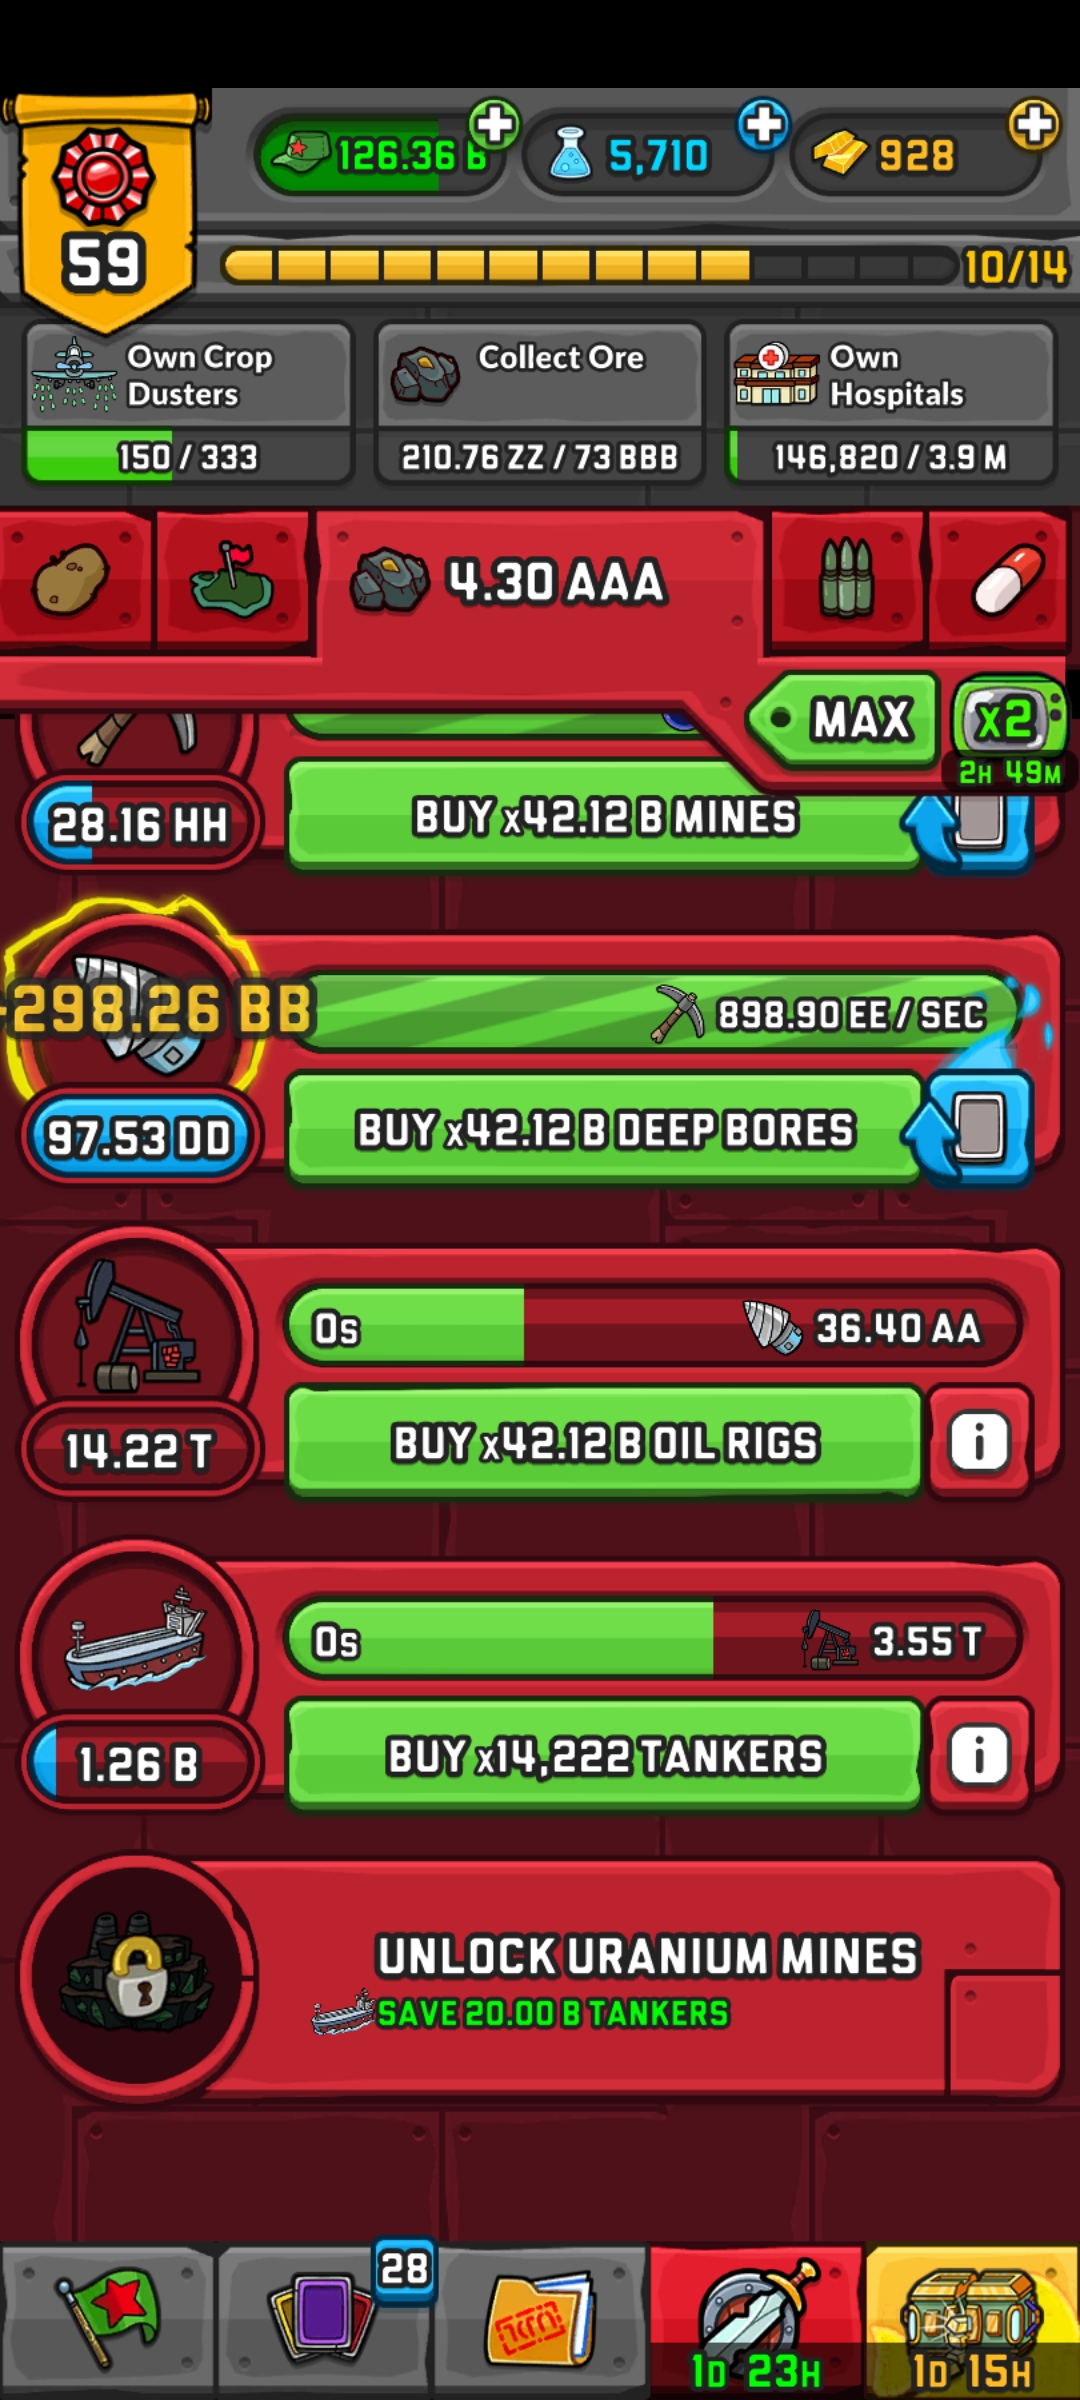 126.36 B
5,710
928
59
10/14
Own Crop
Dusters
150 / 333
Collect Ore
210.76 ZZ / 73 BBB
Own
Hospitals
146,820 / 3.9 M
4.30 AAA
MAX
x2
2H 49M
28.16 HH
BUY x42.12 B MINES
-298.26 BB
898.90 EE / SEC
97.53 DD
BUY x42.12 B DEEP BORES
0s
36.40 AA
14.22 T
BUY x42.12 B OIL RIGS
i
0s
3.55 T
1.26 B
BUY x14,222 TANKERS
i
UNLOCK URANIUM MINES
SAVE 20.00 B TANKERS
28
1D 23H
1D 15H